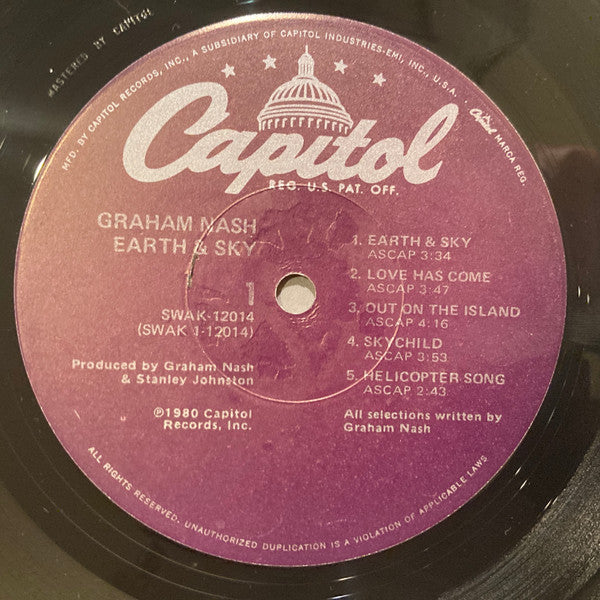 MASTERED BY CAPITOL
MFD. BY CAPITOL RECORDS, INC., A SUBSIDIARY OF CAPITOL INDUSTRIES-EMI, INC., U.S.A. Capitol MARCA REG.
Capitol
REG. U.S. PAT. OFF.
GRAHAM NASH
EARTH & SKY
1
SWAK-12014
(SWAK 1-12014)
Produced by Graham Nash
& Stanley Johnston
℗1980 Capitol
Records, Inc.
1. EARTH & SKY
ASCAP 3:34
2. LOVE HAS COME
ASCAP 3:47
3. OUT ON THE ISLAND
ASCAP 4:16
4. SKYCHILD
ASCAP 3:53
5. HELICOPTER SONG
ASCAP 2:43
All selections written by
Graham Nash
ALL RIGHTS RESERVED. UNAUTHORIZED DUPLICATION IS A VIOLATION OF APPLICABLE LAWS